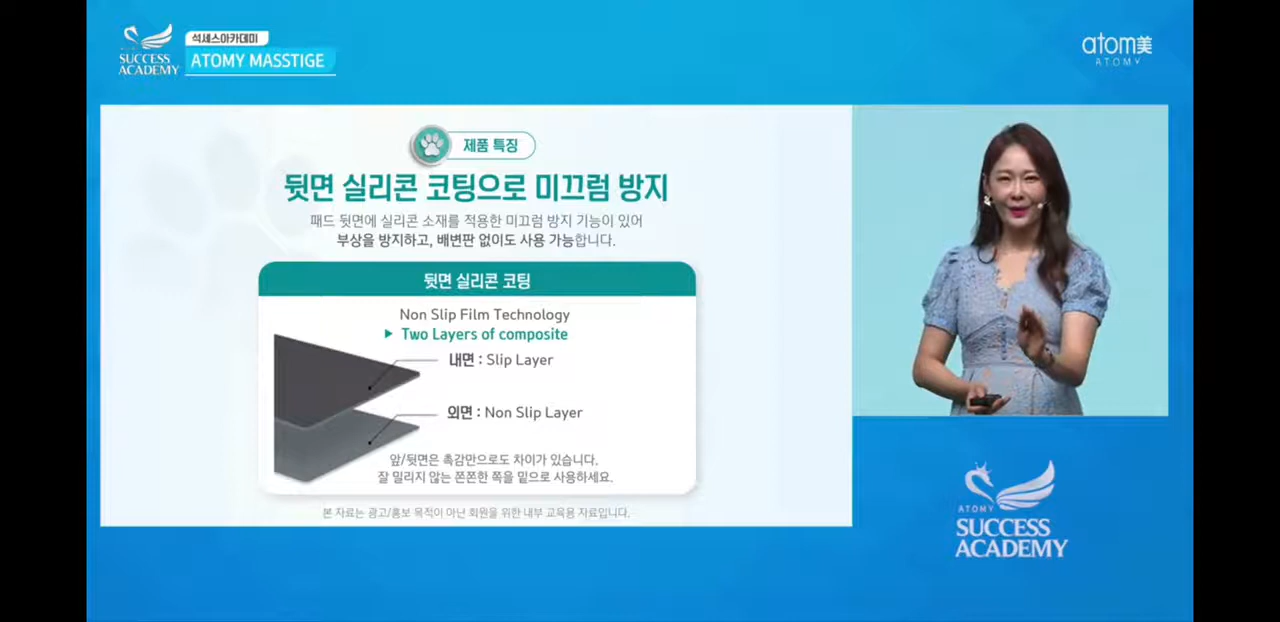 석세스아카데미
SUCCESS
ACADEMY
ATOMY MASSTIGE
atom美
ATOMY
제품 특징
뒷면 실리콘 코팅으로 미끄럼 방지
패드 뒷면에 실리콘 소재를 적용한 미끄럼 방지 기능이 있어
부상을 방지하고, 배변판 없이도 사용 가능합니다.
뒷면 실리콘 코팅
Non Slip Film Technology
▶ Two Layers of composite
내면 : Slip Layer
외면 : Non Slip Layer
앞/뒷면은 촉감만으로도 차이가 있습니다.
잘 밀리지 않는 쫀쫀한 쪽을 밑으로 사용하세요.
본 자료는 광고/홍보 목적이 아닌 회원을 위한 내부 교육용 자료입니다.
ATOMY
SUCCESS
ACADEMY